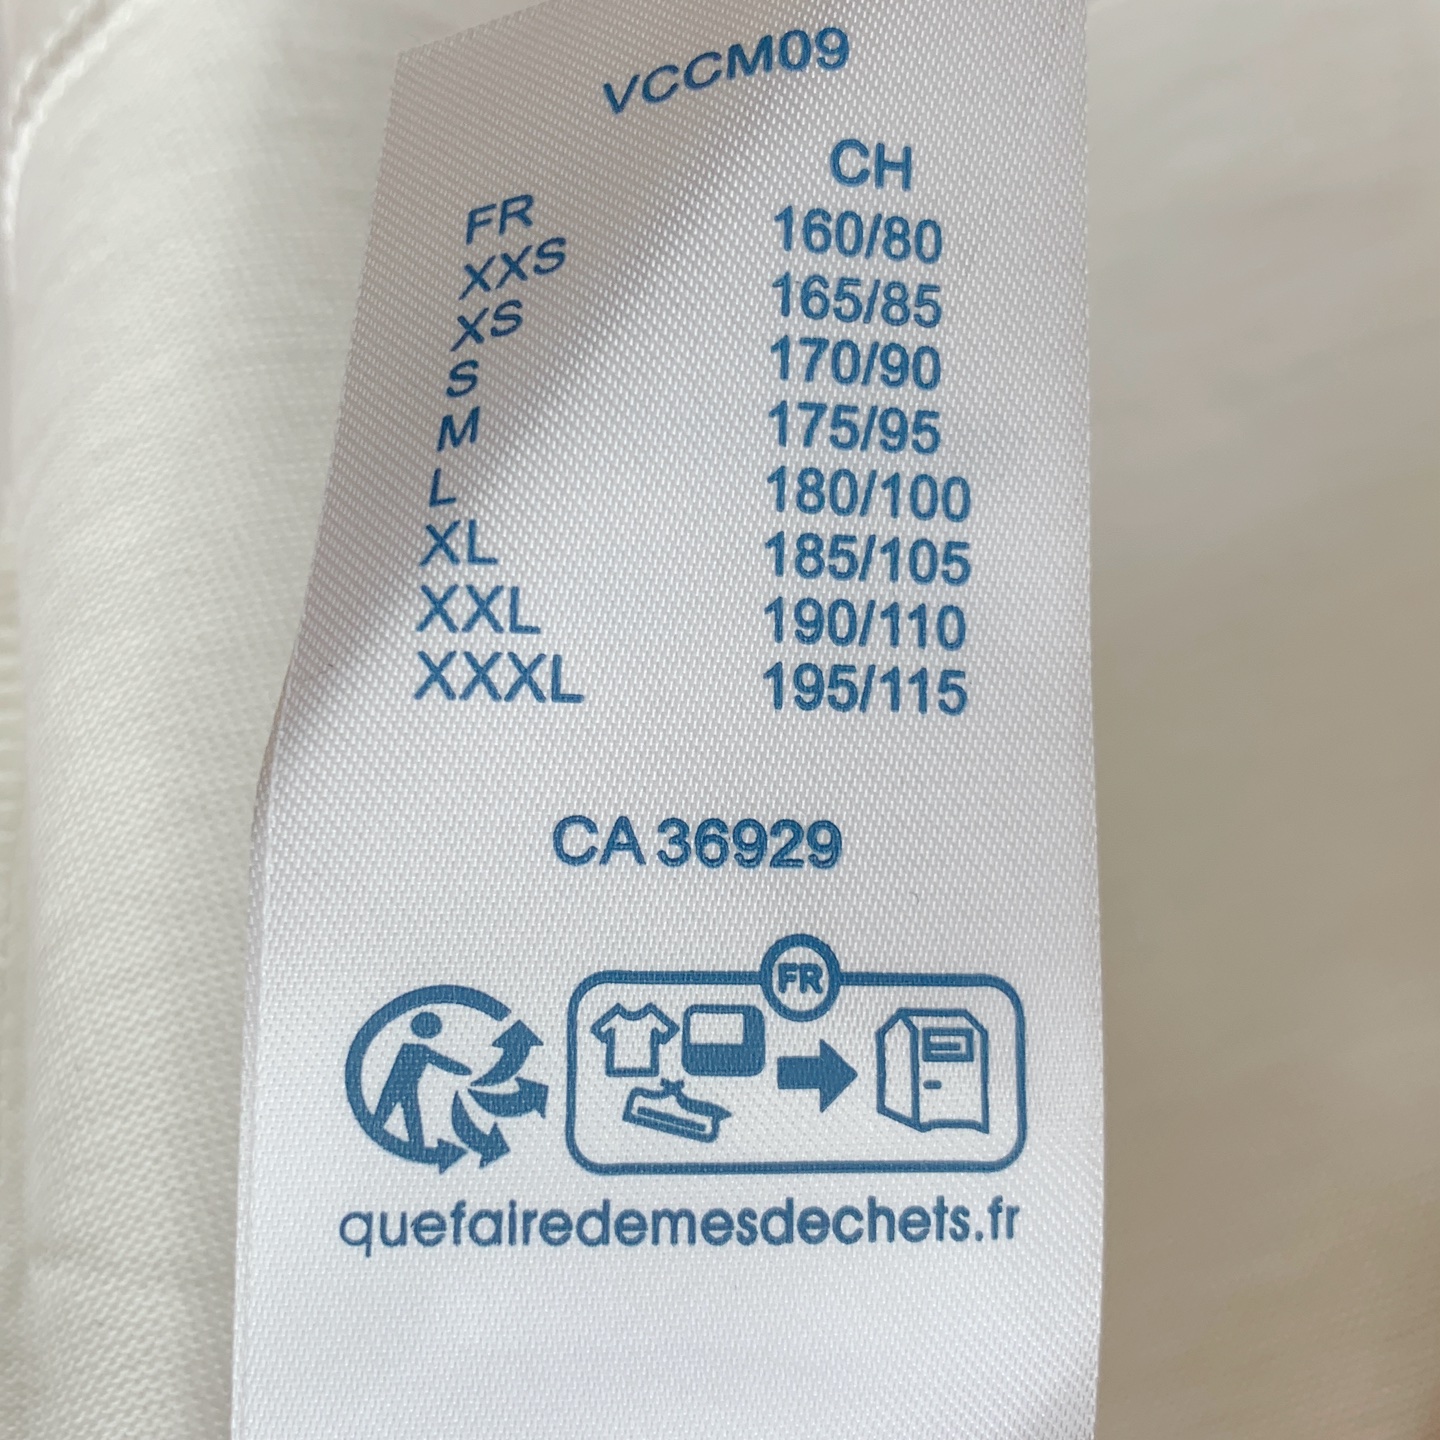 VCCM09
FR CH
XXS 160/80
XS 165/85
S 170/90
M 175/95
L 180/100
XL 185/105
XXL 190/110
XXXL 195/115
CA 36929
FR
quefairedemesdechets.fr